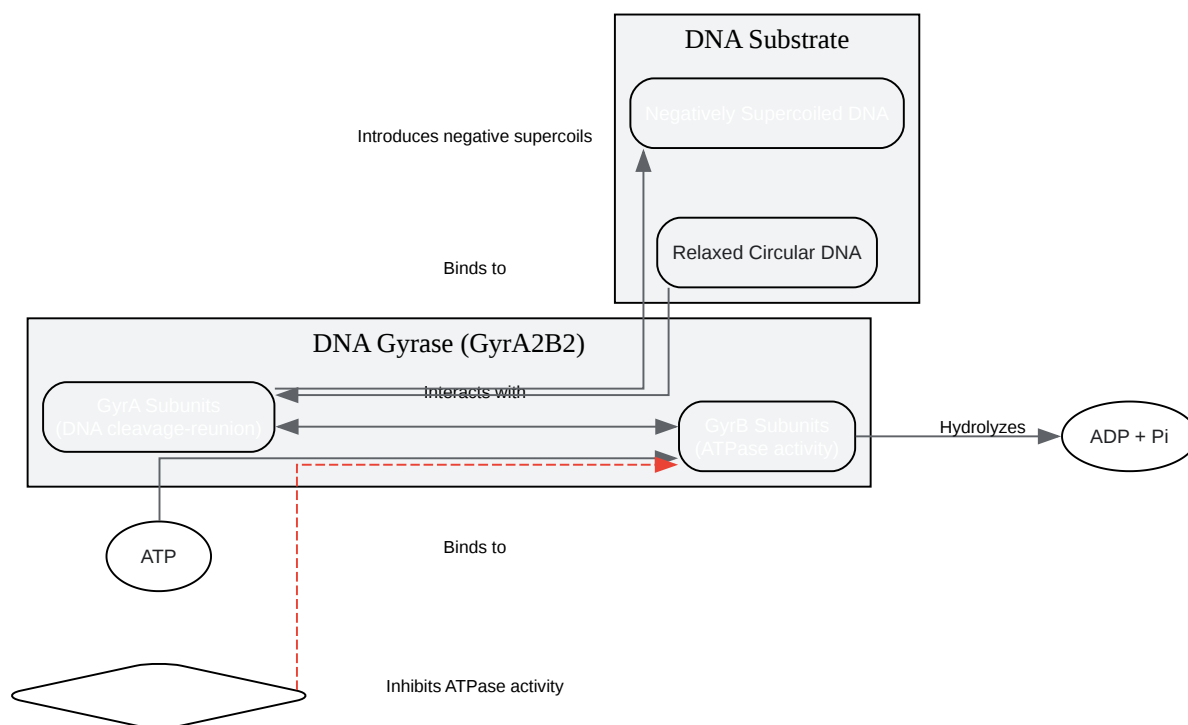 DNA Substrate
Negatively Supercoiled DNA
Introduces negative supercoils
Relaxed Circular DNA
Binds to
DNA Gyrase (GyrA2B2)
Interacts with
GyrA Subunits
(DNA cleavage-reunion)
GyrB Subunits
(ATPase activity)
Hydrolyzes
ADP + Pi
ATP
Binds to
Inhibits ATPase activity